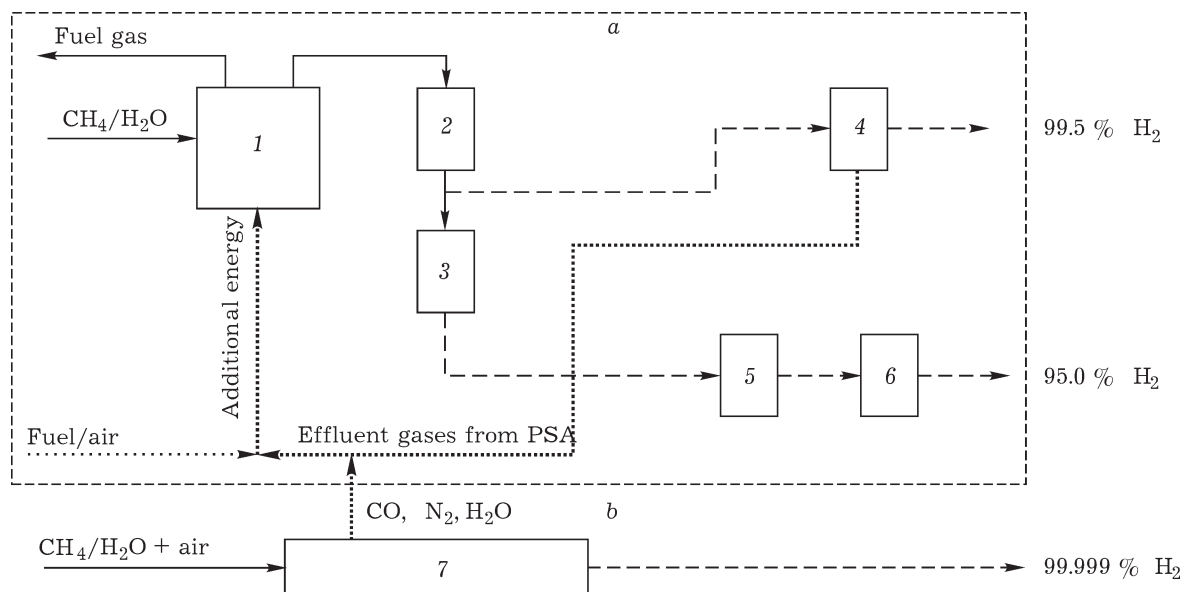 a
Fuel gas
CH₄/H₂O
1
2
4
99.5 % H₂
Additional energy
3
5
6
95.0 % H₂
Fuel/air
Effluent gases from PSA
CO, N₂, H₂O
b
CH₄/H₂O + air
7
99.999 % H₂